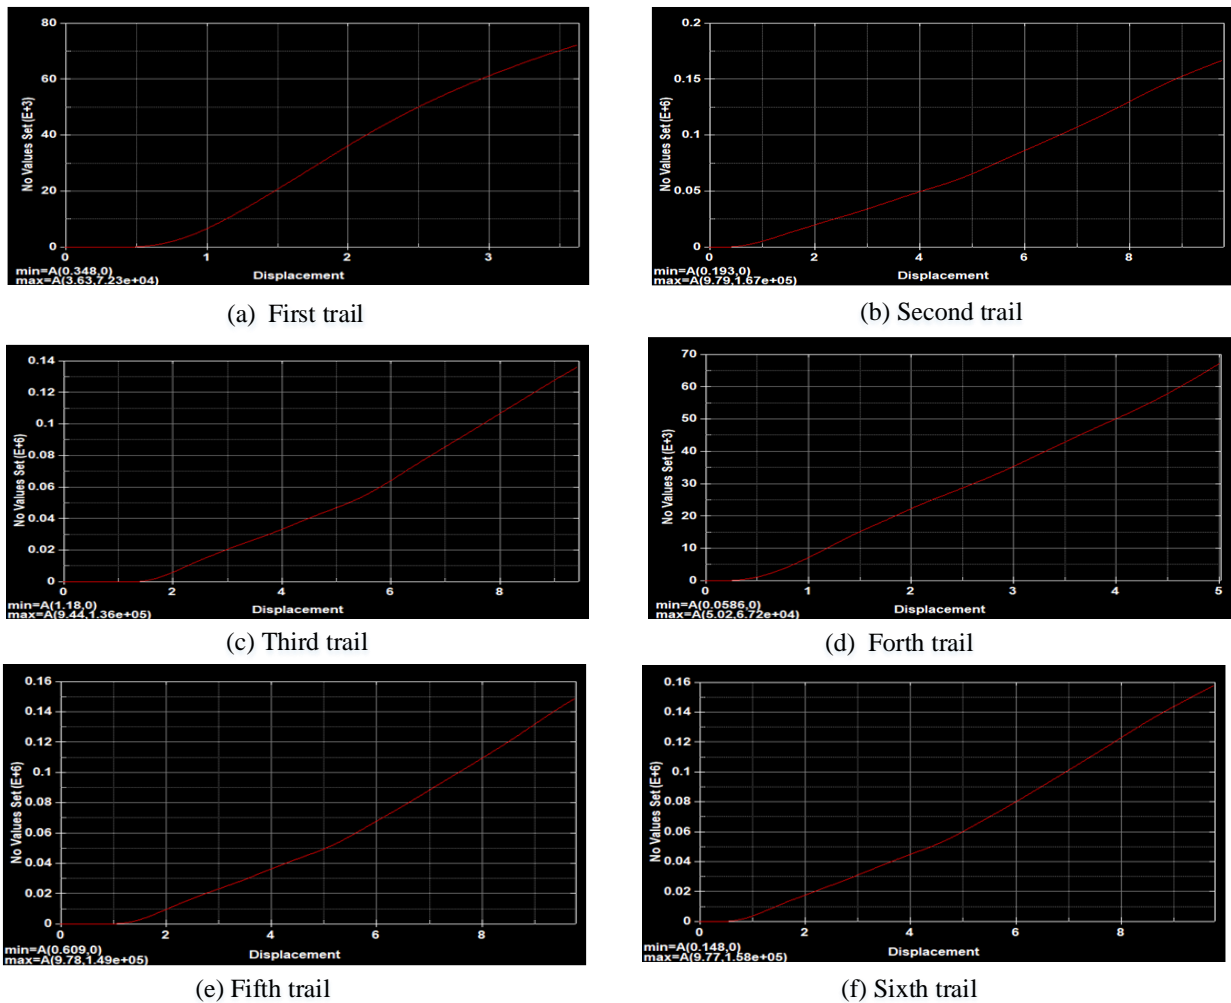 80
60
40
20
0
No Values Set (E+3)
0 1 2 3
min=A(0.348,0)
max=A(3.63,7.23e+04)
Displacement
(a) First trail
0.2
0.15
0.1
0.05
0
No Values Set (E+6)
0 2 4 6 8
min=A(0.193,0)
max=A(9.79,1.67e+05)
Displacement
(b) Second trail
0.14
0.12
0.1
0.08
0.06
0.04
0.02
0
No Values Set (E+6)
0 2 4 6 8
min=A(1.18,0)
max=A(9.44,1.36e+05)
Displacement
(c) Third trail
70
60
50
40
30
20
10
0
No Values Set (E+3)
0 1 2 3 4 5
min=A(0.0586,0)
max=A(5.02,6.72e+04)
Displacement
(d) Forth trail
0.16
0.14
0.12
0.1
0.08
0.06
0.04
0.02
0
No Values Set (E+6)
0 2 4 6 8
min=A(0.609,0)
max=A(9.78,1.49e+05)
Displacement
(e) Fifth trail
0.16
0.14
0.12
0.1
0.08
0.06
0.04
0.02
0
No Values Set (E+6)
0 2 4 6 8
min=A(0.148,0)
max=A(9.77,1.58e+05)
Displacement
(f) Sixth trail